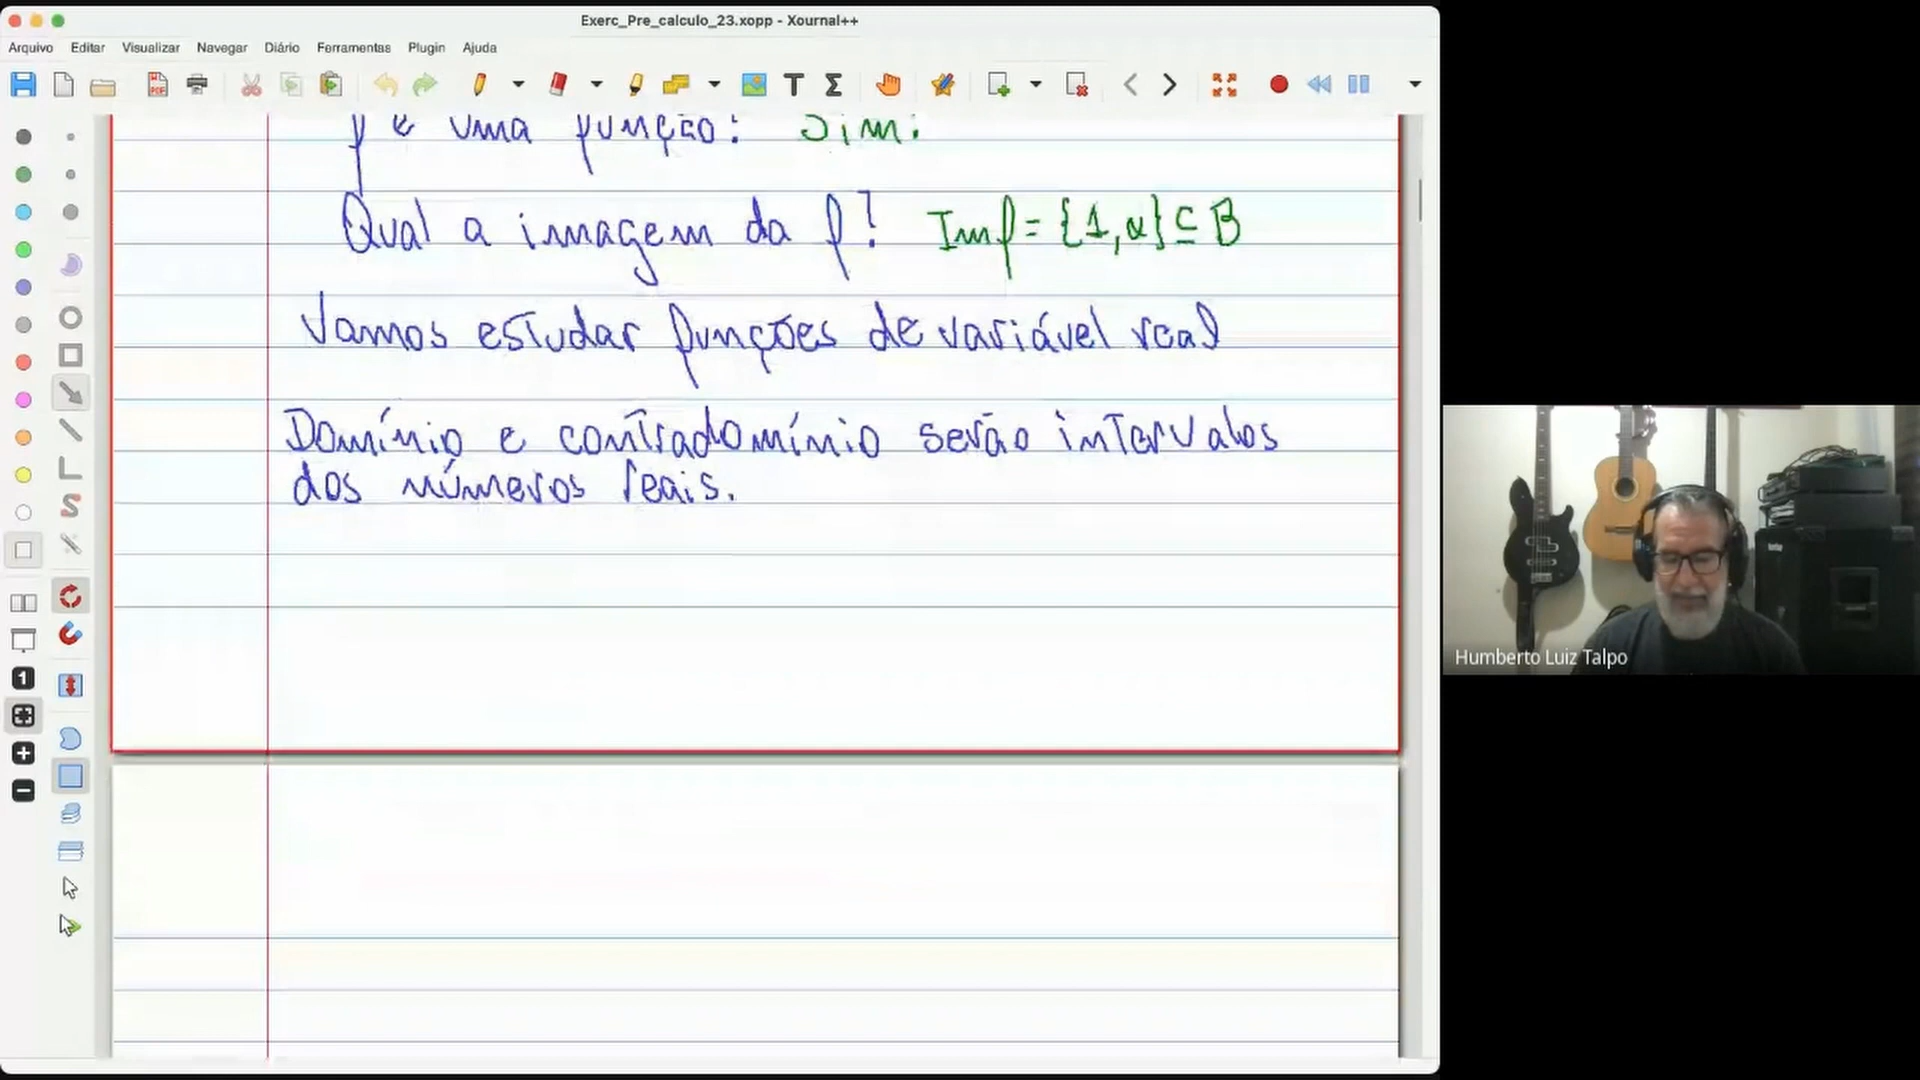 Exerc_Pre_calculo_23.xopp - Xournal++
Arquivo Editar Visualizar Navegar Diário Ferramentas Plugin Ajuda
f é uma função? Sim!
Qual a imagem da f? Imf = {1, α} ⊆ B
Vamos estudar funções de variável real
Domínio e contradomínio serão intervalos
dos números reais.
Humberto Luiz Talpo